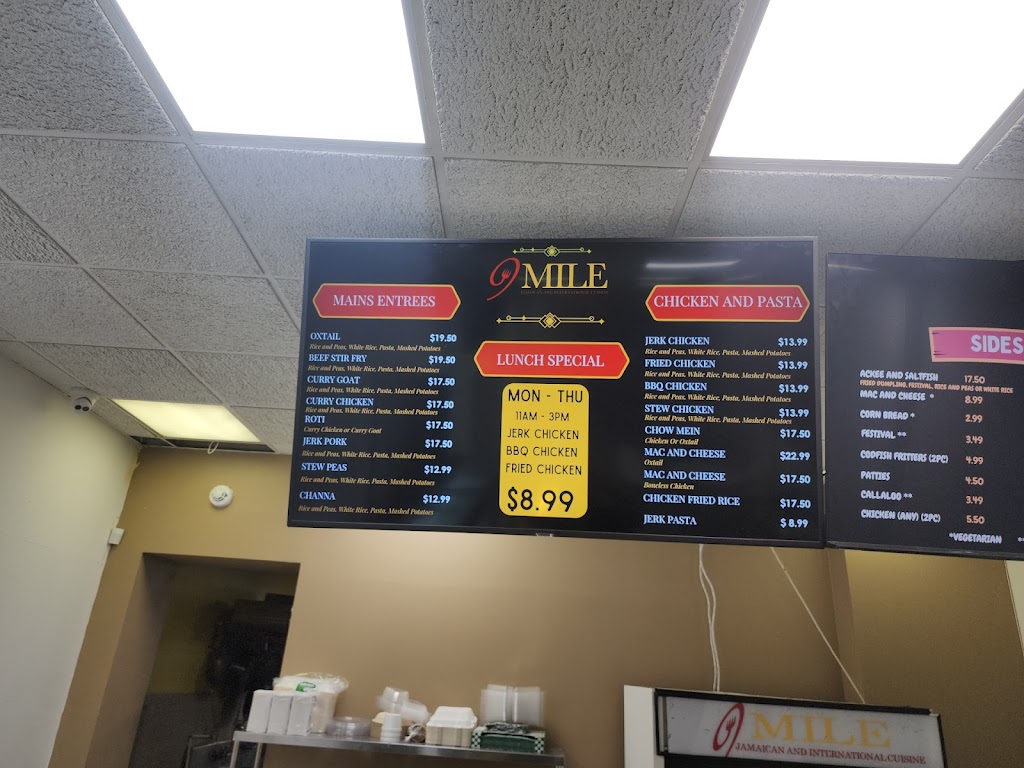 9 MILE
MAINS ENTREES
OXTAIL $19.50
Rice and Peas, White Rice, Pasta, Mashed Potatoes
BEEF STIR FRY $19.50
Rice and Peas, White Rice, Pasta, Mashed Potatoes
CURRY GOAT $17.50
Rice and Peas, White Rice, Pasta, Mashed Potatoes
CURRY CHICKEN $17.50
Rice and Peas, White Rice, Pasta, Mashed Potatoes
ROTI $17.50
Curry Chicken or Curry Goat
JERK PORK $17.50
Rice and Peas, White Rice, Pasta, Mashed Potatoes
STEW PEAS $12.99
Rice and Peas, White Rice, Pasta, Mashed Potatoes
CHANNA $12.99
Rice and Peas, White Rice, Pasta, Mashed Potatoes
LUNCH SPECIAL
MON - THU
11AM - 3PM
JERK CHICKEN
BBQ CHICKEN
FRIED CHICKEN
$8.99
CHICKEN AND PASTA
JERK CHICKEN $13.99
Rice and Peas, White Rice, Pasta, Mashed Potatoes
FRIED CHICKEN $13.99
Rice and Peas, White Rice, Pasta, Mashed Potatoes
BBQ CHICKEN $13.99
Rice and Peas, White Rice, Pasta, Mashed Potatoes
STEW CHICKEN $13.99
Rice and Peas, White Rice, Pasta, Mashed Potatoes
CHOW MEIN $17.50
Chicken Or Oxtail
MAC AND CHEESE $22.99
Oxtail
MAC AND CHEESE $17.50
Boneless Chicken
CHICKEN FRIED RICE $17.50
JERK PASTA $ 8.99
SIDES
ACKEE AND SALTFISH 17.50
FRIED DUMPLING, FESTIVAL, RICE AND PEAS OR WHITE RICE
MAC AND CHEESE * 8.99
CORN BREAD * 2.99
FESTIVAL ** 3.49
CODFISH FRITTERS (2PC) 4.99
PATTIES 4.50
CALLALOO ** 3.49
CHICKEN (ANY) (2PC) 5.50
*VEGETARIAN
9 MILE
JAMAICAN AND INTERNATIONAL CUISINE